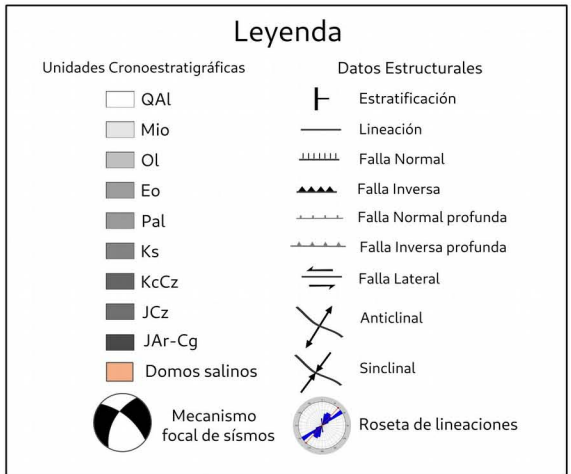 Leyenda
Unidades Cronoestratigráficas
QAl
Mio
Ol
Eo
Pal
Ks
KcCz
JCz
JAr-Cg
Domos salinos
Mecanismo
focal de sísmos
Datos Estructurales
Estratificación
Lineación
Falla Normal
Falla Inversa
Falla Normal profunda
Falla Inversa profunda
Falla Lateral
Anticlinal
Sinclinal
Roseta de lineaciones